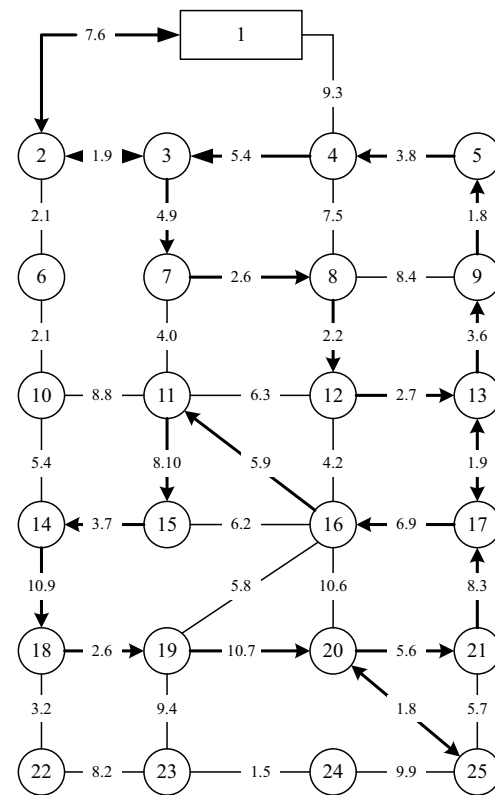 7.6 1
9.3
2 1.9 3 5.4 4 3.8 5
2.1 4.9 7.5 1.8
6 7 2.6 8 8.4 9
2.1 4.0 2.2 3.6
10 8.8 11 6.3 12 2.7 13
5.4 8.10 5.9 4.2 1.9
14 3.7 15 6.2 16 6.9 17
10.9 5.8 10.6 8.3
18 2.6 19 10.7 20 5.6 21
3.2 9.4 1.8 5.7
22 8.2 23 1.5 24 9.9 25